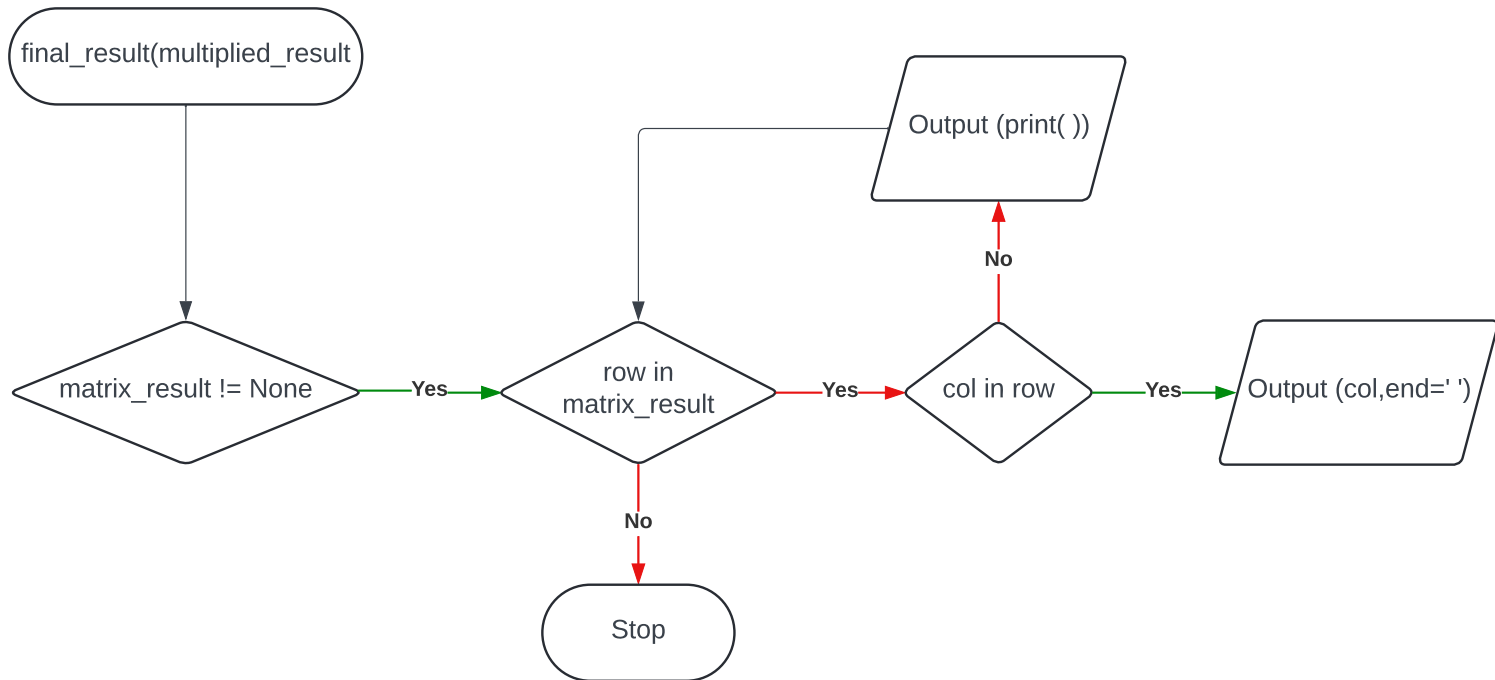 final_result(multiplied_result
Output (print( ))
No
matrix_result != None
Yes
row in
matrix_result
Yes
col in row
Yes
Output (col,end=' ')
No
Stop